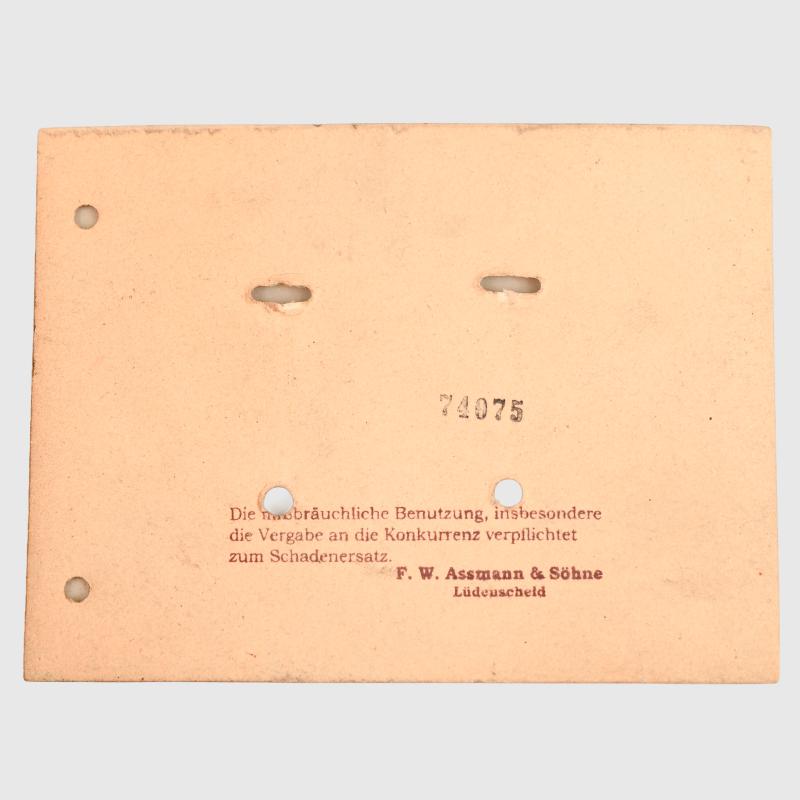 74075
Die mißbräuchliche Benutzung, insbesondere
die Vergabe an die Konkurrenz verpflichtet
zum Schadenersatz.
F. W. Assmann & Söhne
Lüdenscheid